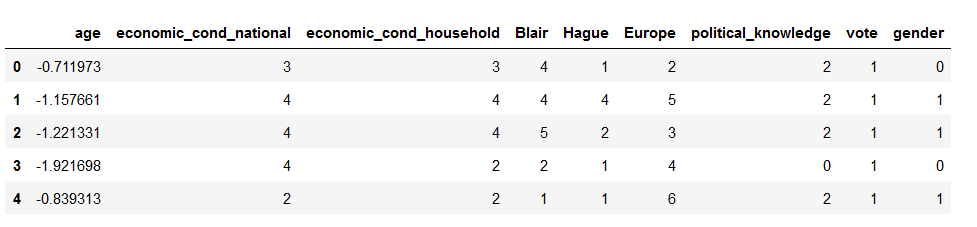 age economic_cond_national economic_cond_household Blair Hague Europe political_knowledge vote gender
0 -0.711973 3 3 4 1 2 2 1 0
1 -1.157661 4 4 4 4 5 2 1 1
2 -1.221331 4 4 5 2 3 2 1 1
3 -1.921698 4 2 2 1 4 0 1 0
4 -0.839313 2 2 1 1 6 2 1 1